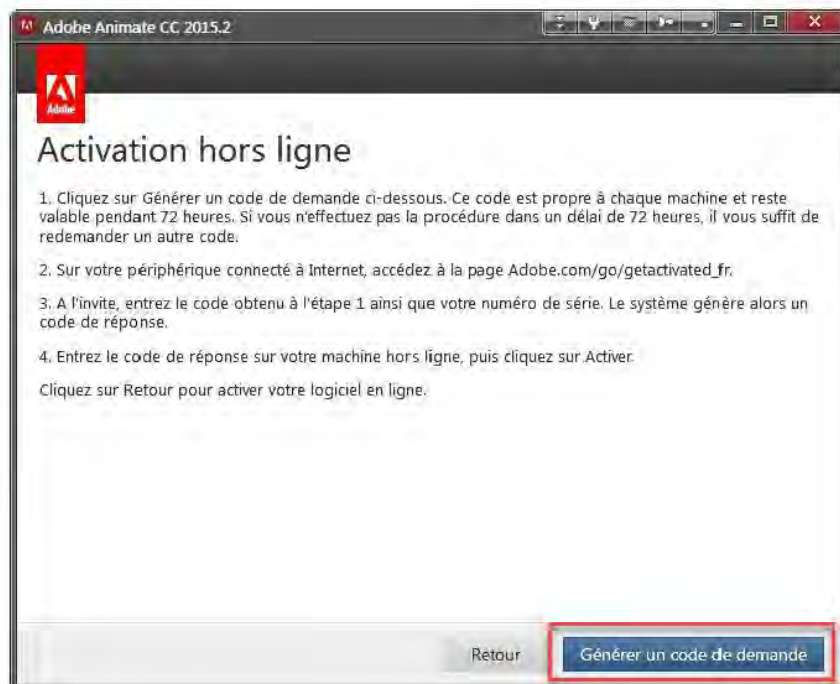 Adobe Animate CC 2015.2
Adobe
Activation hors ligne
1. Cliquez sur Générer un code de demande ci-dessous. Ce code est propre à chaque machine et reste
valable pendant 72 heures. Si vous n'effectuez pas la procédure dans un délai de 72 heures, il vous suffit de
redemander un autre code.
2. Sur votre périphérique connecté à Internet, accédez à la page Adobe.com/go/getactivated_fr.
3. A l'invite, entrez le code obtenu à l'étape 1 ainsi que votre numéro de série. Le système génère alors un
code de réponse.
4. Entrez le code de réponse sur votre machine hors ligne, puis cliquez sur Activer.
Cliquez sur Retour pour activer votre logiciel en ligne.
Retour
Générer un code de demande